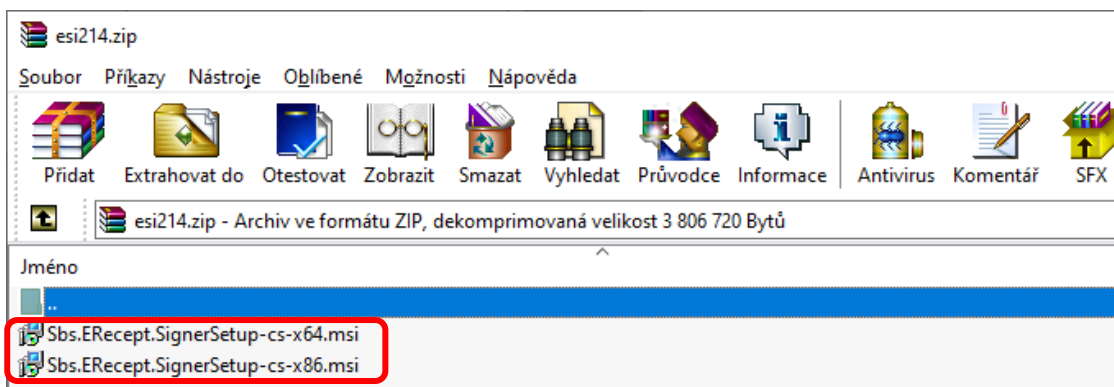 esi214.zip
Soubor Příkazy Nástroje Oblíbené Možnosti Nápověda
Přidat Extrahovat do Otestovat Zobrazit Smazat Vyhledat Průvodce Informace Antivirus Komentář SFX
esi214.zip - Archiv ve formátu ZIP, dekomprimovaná velikost 3 806 720 Bytů
Jméno
..
Sbs.ERecept.SignerSetup-cs-x64.msi
Sbs.ERecept.SignerSetup-cs-x86.msi